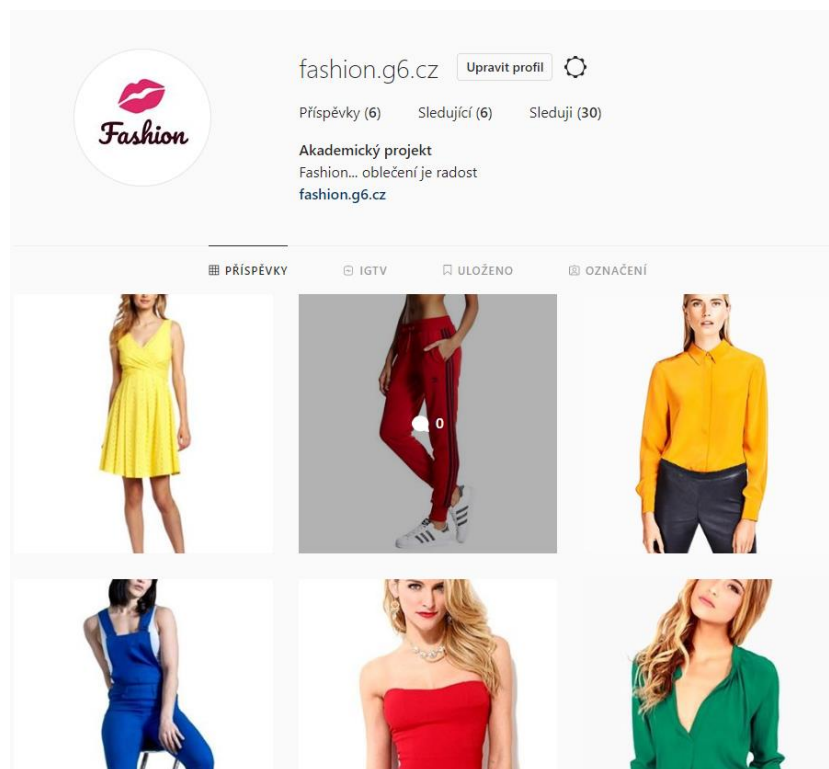 Fashion
fashion.g6.cz Upravit profil
Příspěvky (6) Sledující (6) Sleduji (30)
Akademický projekt
Fashion... oblečení je radost
fashion.g6.cz
PŘÍSPĚVKY IGTV ULOŽENO OZNAČENÍ
0